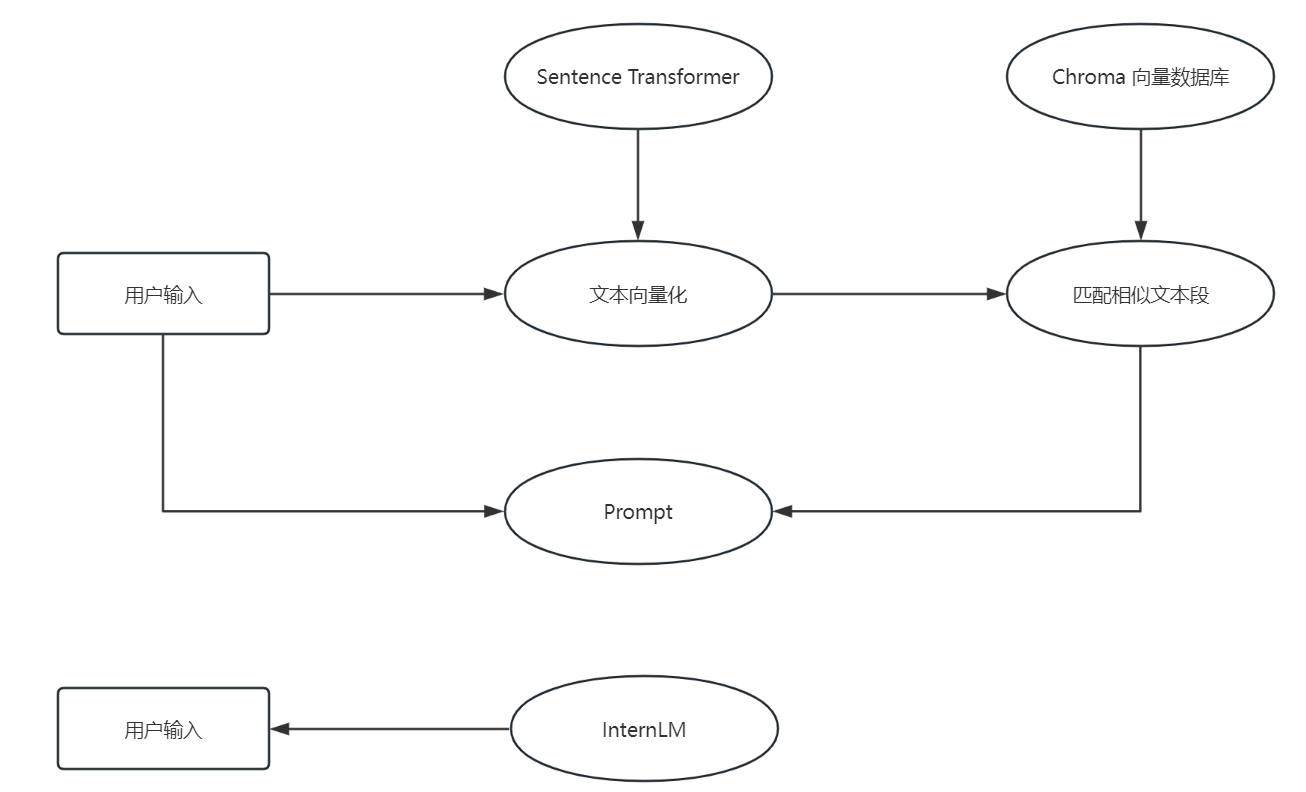 Sentence Transformer
Chroma 向量数据库
用户输入
文本向量化
匹配相似文本段
Prompt
用户输入
InternLM